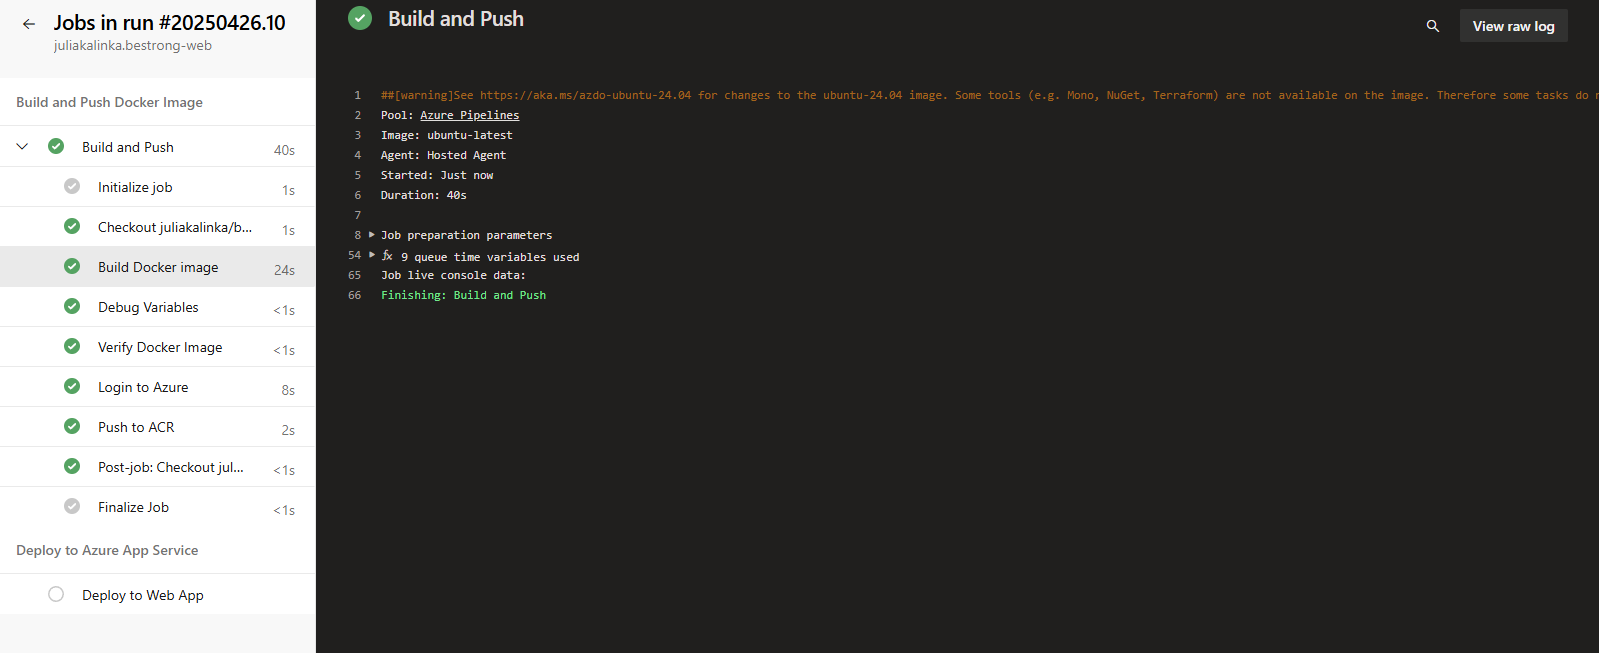 Jobs in run #20250426.10
juliakalinka.bestrong-web
Build and Push Docker Image
Build and Push 40s
Initialize job 1s
Checkout juliakalinka/b... 1s
Build Docker image 24s
Debug Variables <1s
Verify Docker Image <1s
Login to Azure 8s
Push to ACR 2s
Post-job: Checkout jul... <1s
Finalize Job <1s
Deploy to Azure App Service
Deploy to Web App
Build and Push
View raw log
1 ##[warning]See https://aka.ms/azdo-ubuntu-24.04 for changes to the ubuntu-24.04 image. Some tools (e.g. Mono, NuGet, Terraform) are not available on the image. Therefore some tasks do
2 Pool: Azure Pipelines
3 Image: ubuntu-latest
4 Agent: Hosted Agent
5 Started: Just now
6 Duration: 40s
7
8 Job preparation parameters
54 fx 9 queue time variables used
65 Job live console data:
66 Finishing: Build and Push